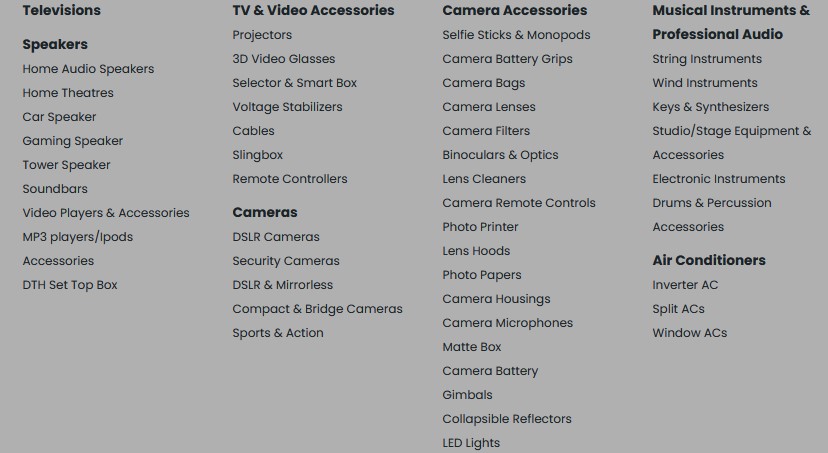 Televisions
Speakers
Home Audio Speakers
Home Theatres
Car Speaker
Gaming Speaker
Tower Speaker
Soundbars
Video Players & Accessories
MP3 players/Ipods
Accessories
DTH Set Top Box
TV & Video Accessories
Projectors
3D Video Glasses
Selector & Smart Box
Voltage Stabilizers
Cables
Slingbox
Remote Controllers
Cameras
DSLR Cameras
Security Cameras
DSLR & Mirrorless
Compact & Bridge Cameras
Sports & Action
Camera Accessories
Selfie Sticks & Monopods
Camera Battery Grips
Camera Bags
Camera Lenses
Camera Filters
Binoculars & Optics
Lens Cleaners
Camera Remote Controls
Photo Printer
Lens Hoods
Photo Papers
Camera Housings
Camera Microphones
Matte Box
Camera Battery
Gimbals
Collapsible Reflectors
LED Lights
Musical Instruments &
Professional Audio
String Instruments
Wind Instruments
Keys & Synthesizers
Studio/Stage Equipment &
Accessories
Electronic Instruments
Drums & Percussion
Accessories
Air Conditioners
Inverter AC
Split ACs
Window ACs